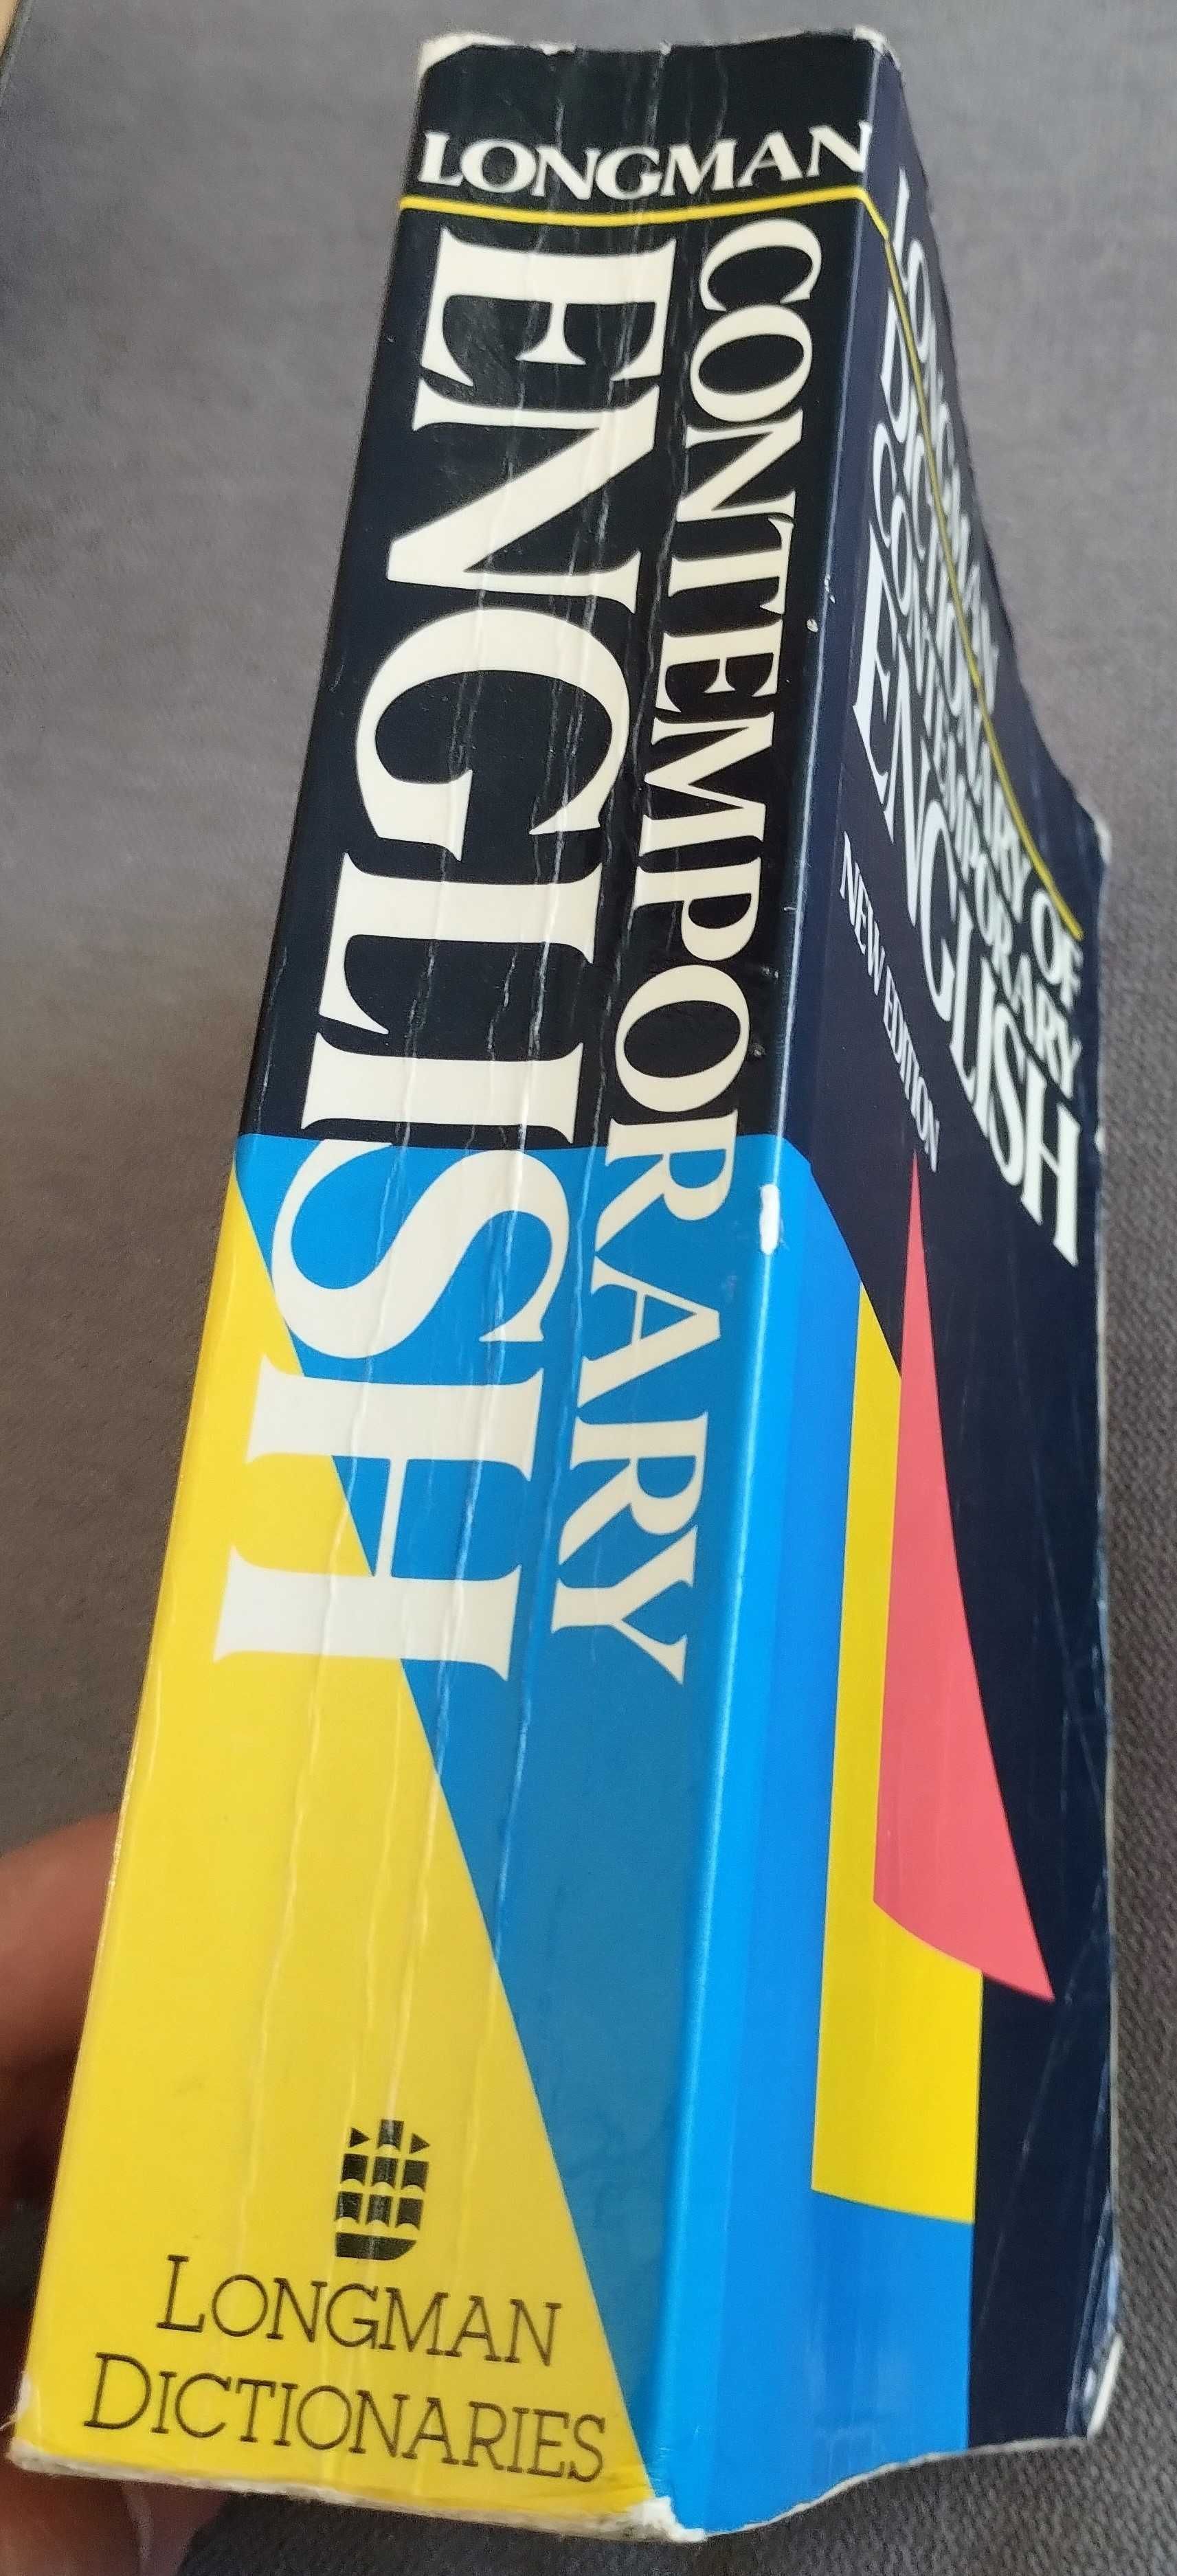 LONGMAN
CONTEMPORARY
ENGLISH
LONGMAN
DICTIONARIES
LONGMAN
DICTIONARY OF
CONTEMPORARY
ENGLISH
NEW EDITION